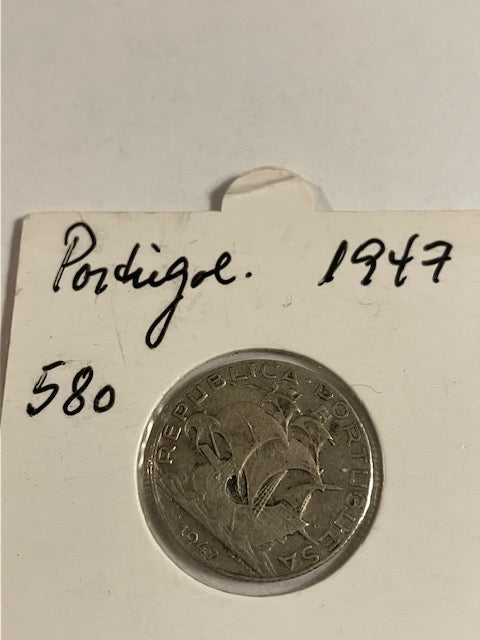 Portugal. 1947
580
REPUBLICA PORTUGUESA
1947